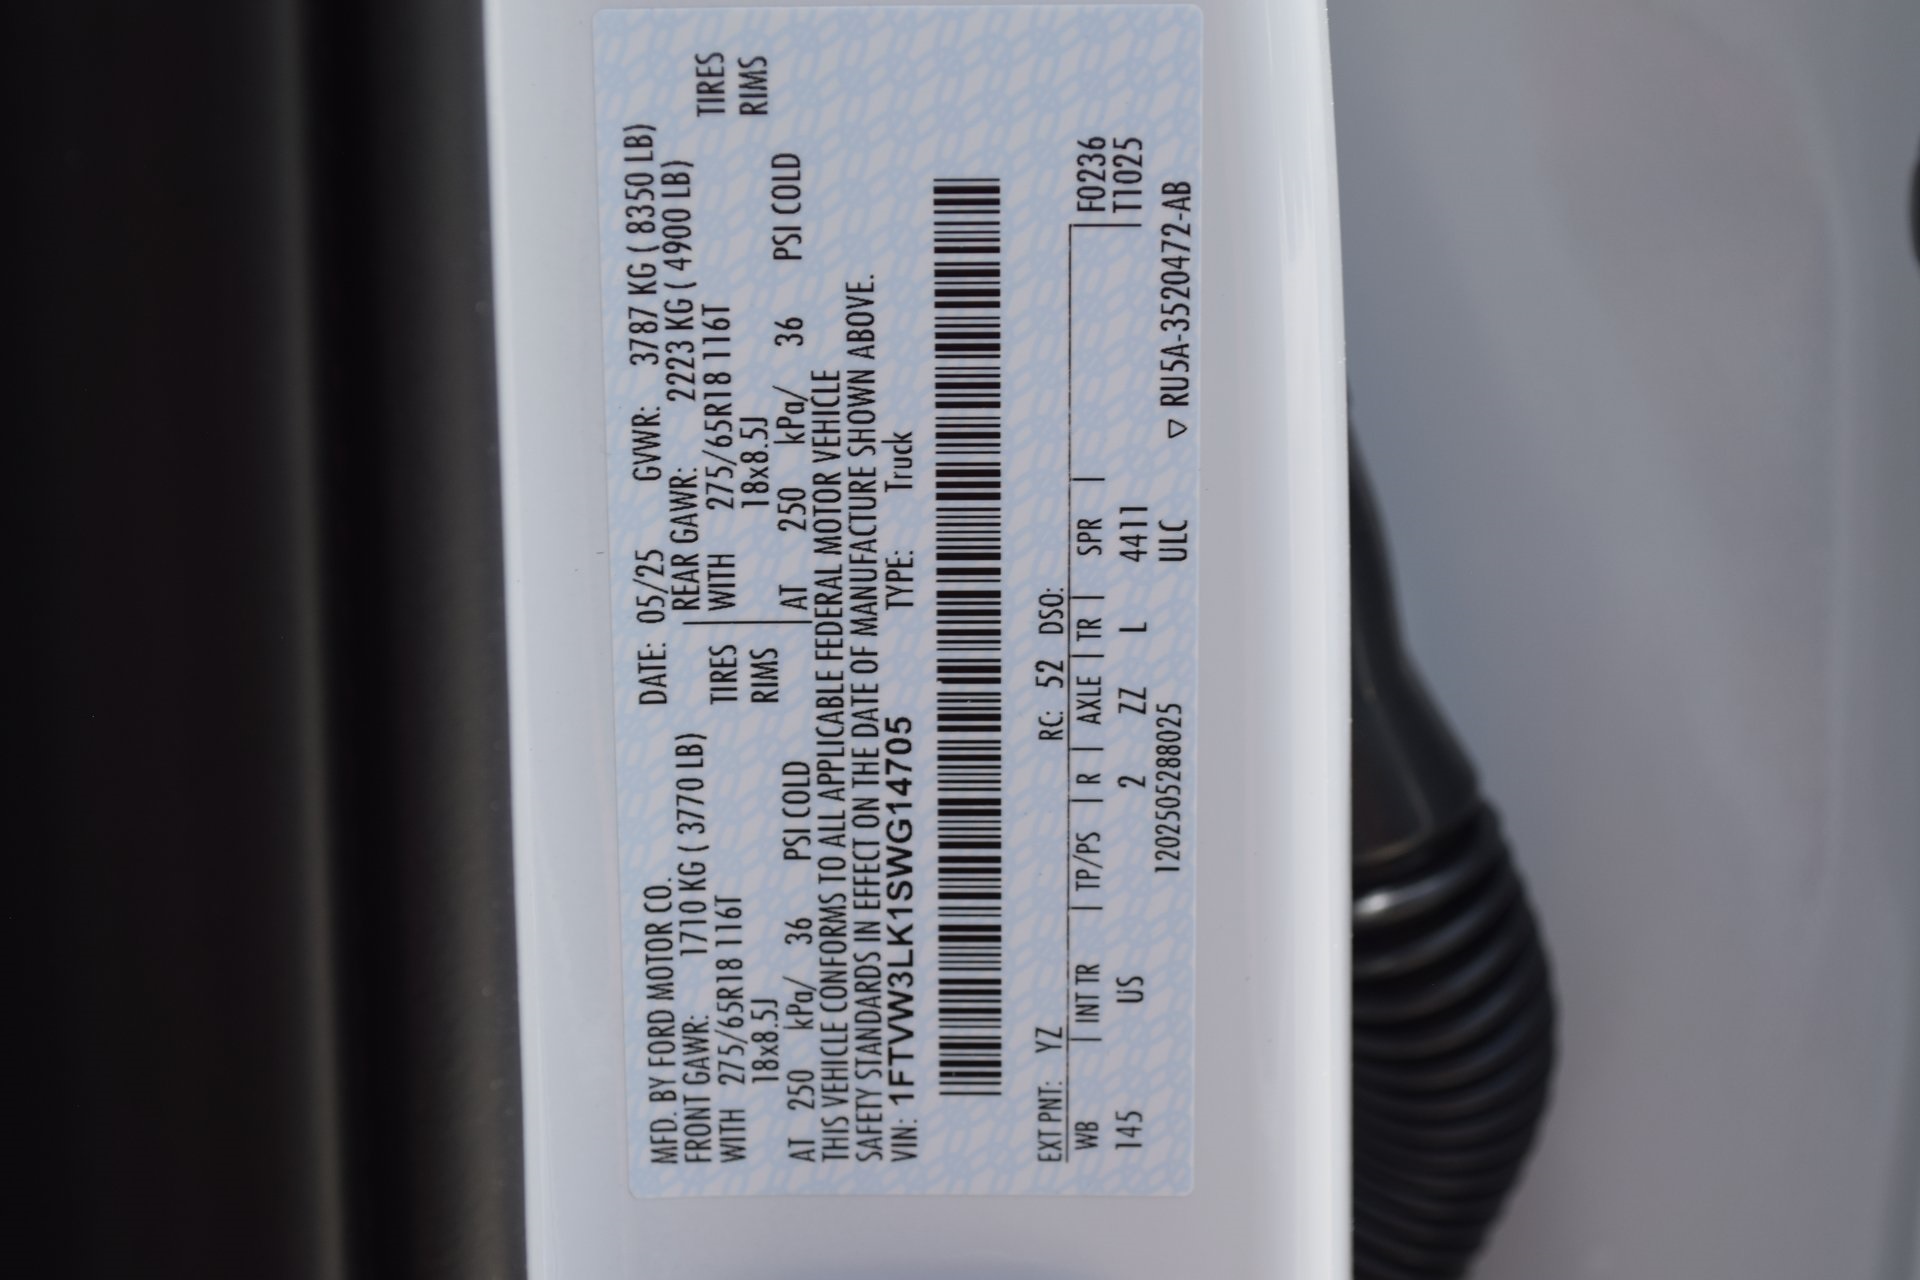 MFD. BY FORD MOTOR CO.
DATE: 05/25 GVWR: 3787 KG ( 8350 LB)
FRONT GAWR: 1710 KG ( 3770 LB)
REAR GAWR: 2223 KG ( 4900 LB)
WITH 275/65R18 116T TIRES
WITH 275/65R18 116T TIRES
18x8.5J RIMS
18x8.5J RIMS
AT 250 kPa/ 36 PSI COLD
AT 250 kPa/ 36 PSI COLD
THIS VEHICLE CONFORMS TO ALL APPLICABLE FEDERAL MOTOR VEHICLE
SAFETY STANDARDS IN EFFECT ON THE DATE OF MANUFACTURE SHOWN ABOVE.
VIN: 1FTVW3LK1SWG14705 TYPE: Truck
EXT PNT: YZ RC: 52 DSO:
WB | INT TR | TP/PS | R | AXLE | TR | SPR | F0236
145 US 2 ZZ L 4411 T1025
12025052888025 ULC ▽ RU5A-3520472-AB